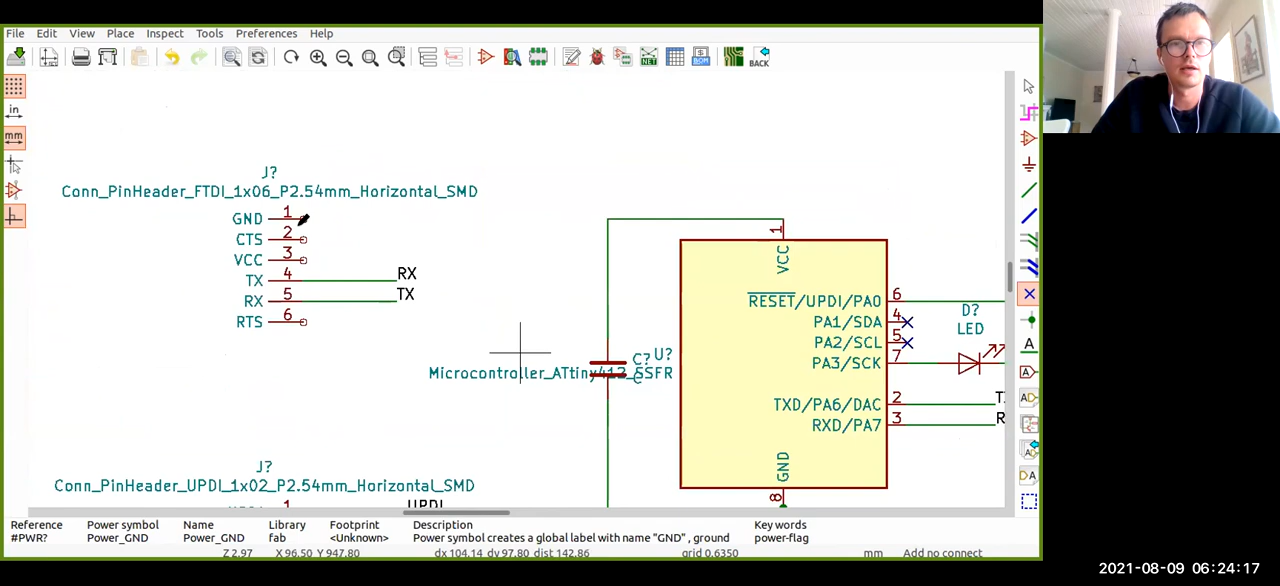 File Edit View Place Inspect Tools Preferences Help
BACK
in
mm
J?
Conn_PinHeader_FTDI_1x06_P2.54mm_Horizontal_SMD
GND 1
CTS 2
VCC 3
TX 4 RX
RX 5 TX
RTS 6
1
VCC
RESET/UPDI/PA0 6
PA1/SDA 4
PA2/SCL 5
PA3/SCK 7
D?
LED
TXD/PA6/DAC 2
RXD/PA7 3
GND
8
C? U?
Microcontroller_ATtiny412_SSFR
J?
Conn_PinHeader_UPDI_1x02_P2.54mm_Horizontal_SMD
1 UPDI
Reference Power symbol Name Library Footprint Description Key words
#PWR? Power_GND Power_GND fab <Unknown> Power symbol creates a global label with name "GND" , ground power-flag
Z 2.97 X 96.50 Y 947.80 dx 104.14 dy 97.80 dist 142.86 grid 0.6350 mm Add no connect
2021-08-09 06:24:17